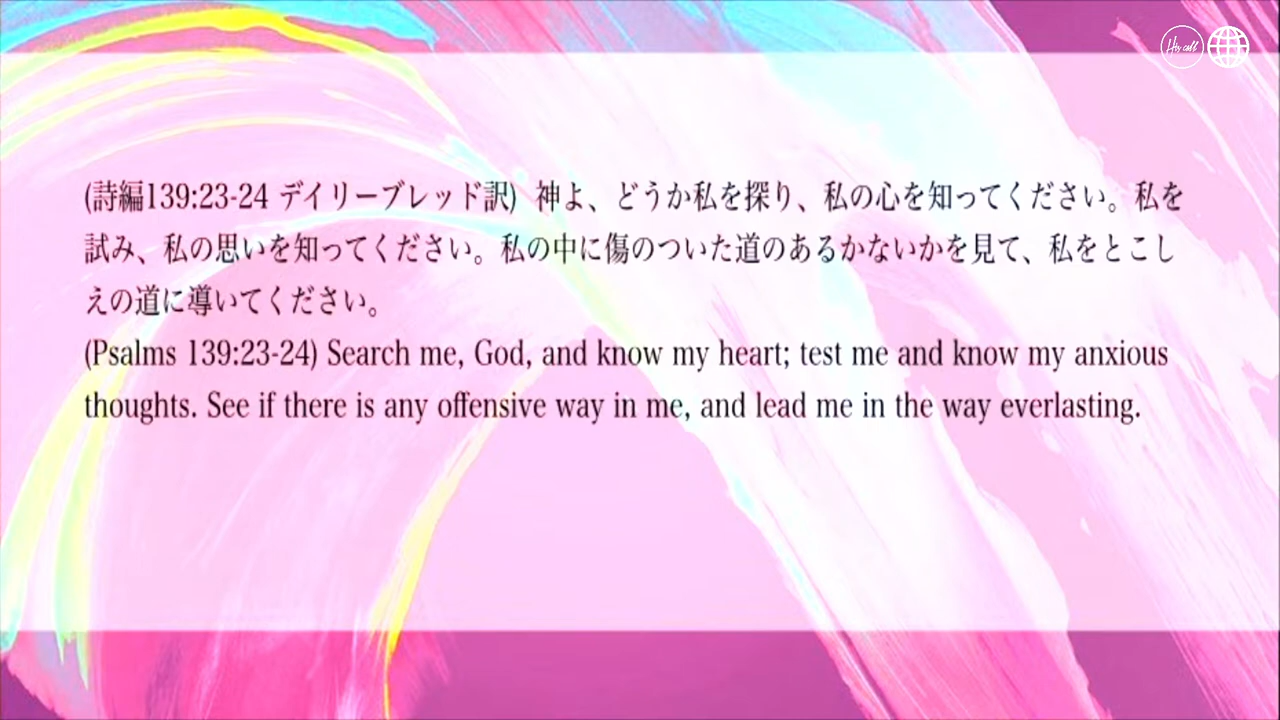 His call
(詩編139:23-24 デイリーブレッド訳) 神よ、どうか私を探り、私の心を知ってください。私を
試み、私の思いを知ってください。私の中に傷のついた道のあるかないかを見て、私をとこし
えの道に導いてください。
(Psalms 139:23-24) Search me, God, and know my heart; test me and know my anxious
thoughts. See if there is any offensive way in me, and lead me in the way everlasting.